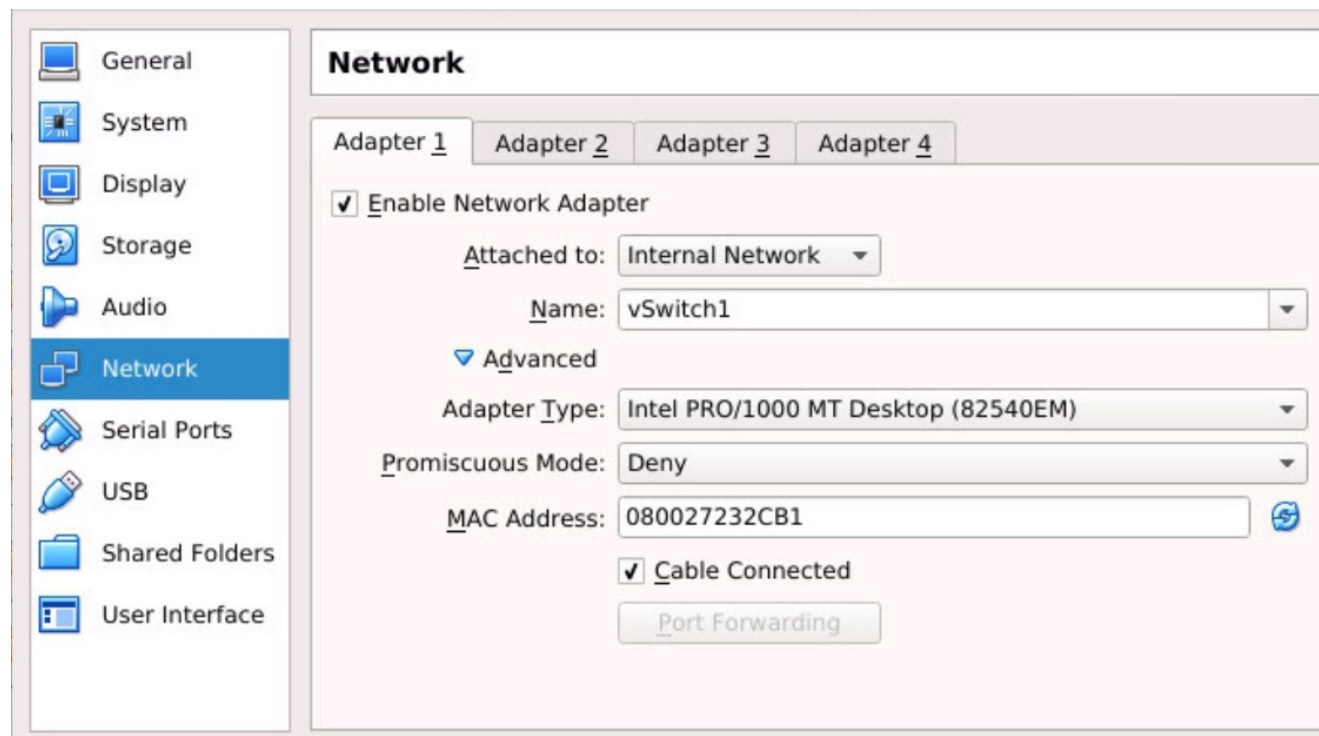 General
System
Display
Storage
Audio
Network
Serial Ports
USB
Shared Folders
User Interface
Network
Adapter 1 Adapter 2 Adapter 3 Adapter 4
Enable Network Adapter
Attached to: Internal Network
Name: vSwitch1
Advanced
Adapter Type: Intel PRO/1000 MT Desktop (82540EM)
Promiscuous Mode: Deny
MAC Address: 080027232CB1
Cable Connected
Port Forwarding